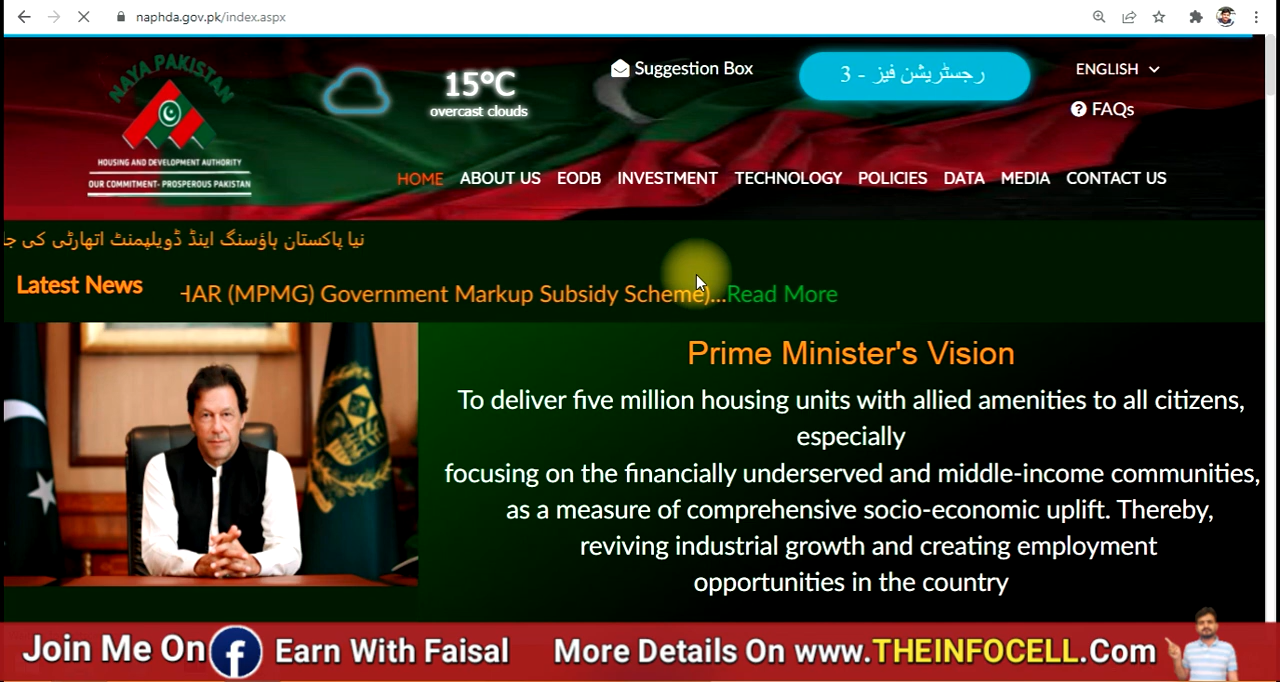 naphda.gov.pk/index.aspx
NAYA PAKISTAN
HOUSING AND DEVELOPMENT AUTHORITY
OUR COMMITMENT- PROSPEROUS PAKISTAN
15°C
overcast clouds
Suggestion Box
رجسٹریشن فیز - 3
ENGLISH
FAQs
HOME ABOUT US EODB INVESTMENT TECHNOLOGY POLICIES DATA MEDIA CONTACT US
نیا پاکستان ہاؤسنگ اینڈ ڈویلپمنٹ اتھارٹی کی
Latest News
HAR (MPMG) Government Markup Subsidy Scheme)...Read More
Prime Minister's Vision
To deliver five million housing units with allied amenities to all citizens,
especially
focusing on the financially underserved and middle-income communities,
as a measure of comprehensive socio-economic uplift. Thereby,
reviving industrial growth and creating employment
opportunities in the country
Join Me On f Earn With Faisal More Details On www.THEINFOCELL.Com